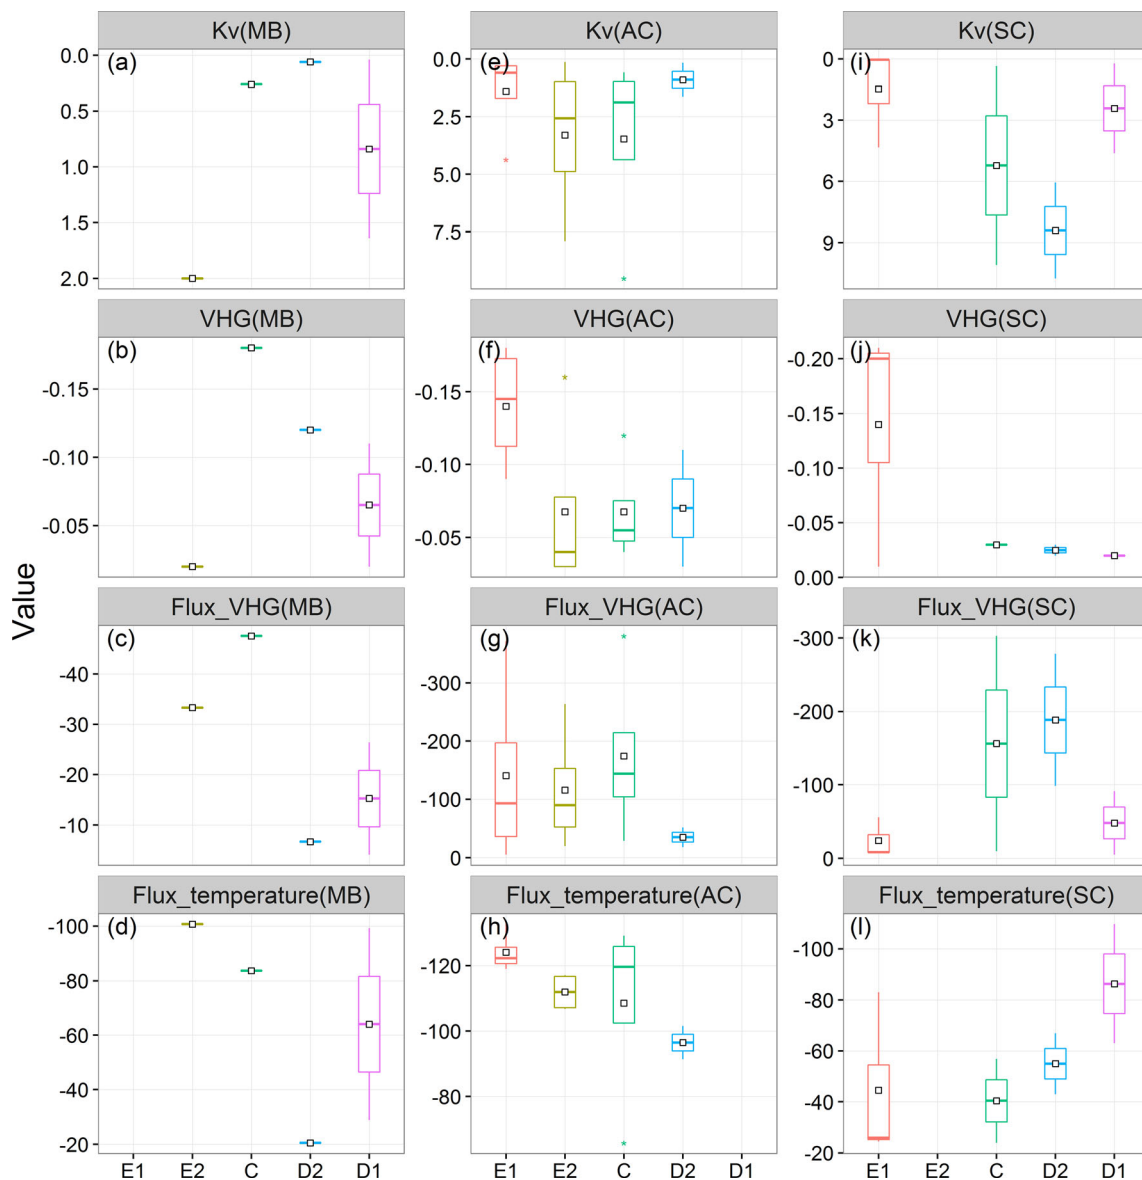 Kv(MB)
Kv(AC)
Kv(SC)
(a)
(e)
(i)
0.0
0.5
1.0
1.5
2.0
0.0
2.5
5.0
7.5
0
3
6
9
VHG(MB)
VHG(AC)
VHG(SC)
(b)
(f)
(j)
-0.15
-0.10
-0.05
-0.15
-0.10
-0.05
-0.20
-0.15
-0.10
-0.05
0.00
Value
Flux_VHG(MB)
Flux_VHG(AC)
Flux_VHG(SC)
(c)
(g)
(k)
-40
-30
-20
-10
-300
-200
-100
0
-300
-200
-100
0
Flux_temperature(MB)
Flux_temperature(AC)
Flux_temperature(SC)
(d)
(h)
(l)
-100
-80
-60
-40
-20
-120
-100
-80
-100
-80
-60
-40
-20
E1 E2 C D2 D1
E1 E2 C D2 D1
E1 E2 C D2 D1